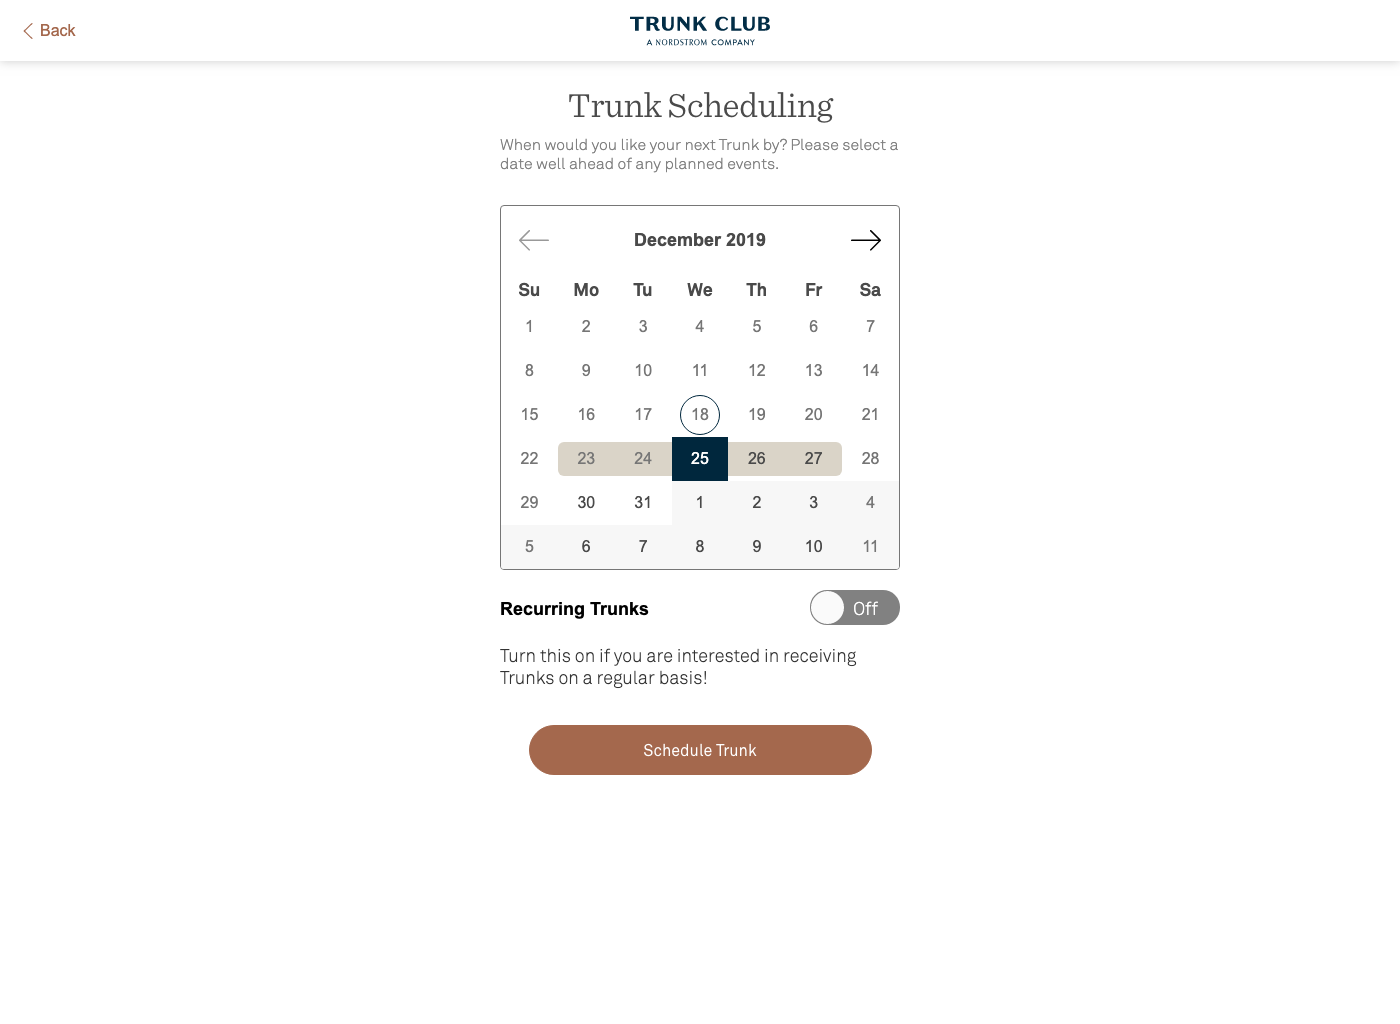 Back
TRUNK CLUB
A NORDSTROM COMPANY
Trunk Scheduling
When would you like your next Trunk by? Please select a
date well ahead of any planned events.
December 2019
Su Mo Tu We Th Fr Sa
1 2 3 4 5 6 7
8 9 10 11 12 13 14
15 16 17 18 19 20 21
22 23 24 25 26 27 28
29 30 31 1 2 3 4
5 6 7 8 9 10 11
Recurring Trunks Off
Turn this on if you are interested in receiving
Trunks on a regular basis!
Schedule Trunk